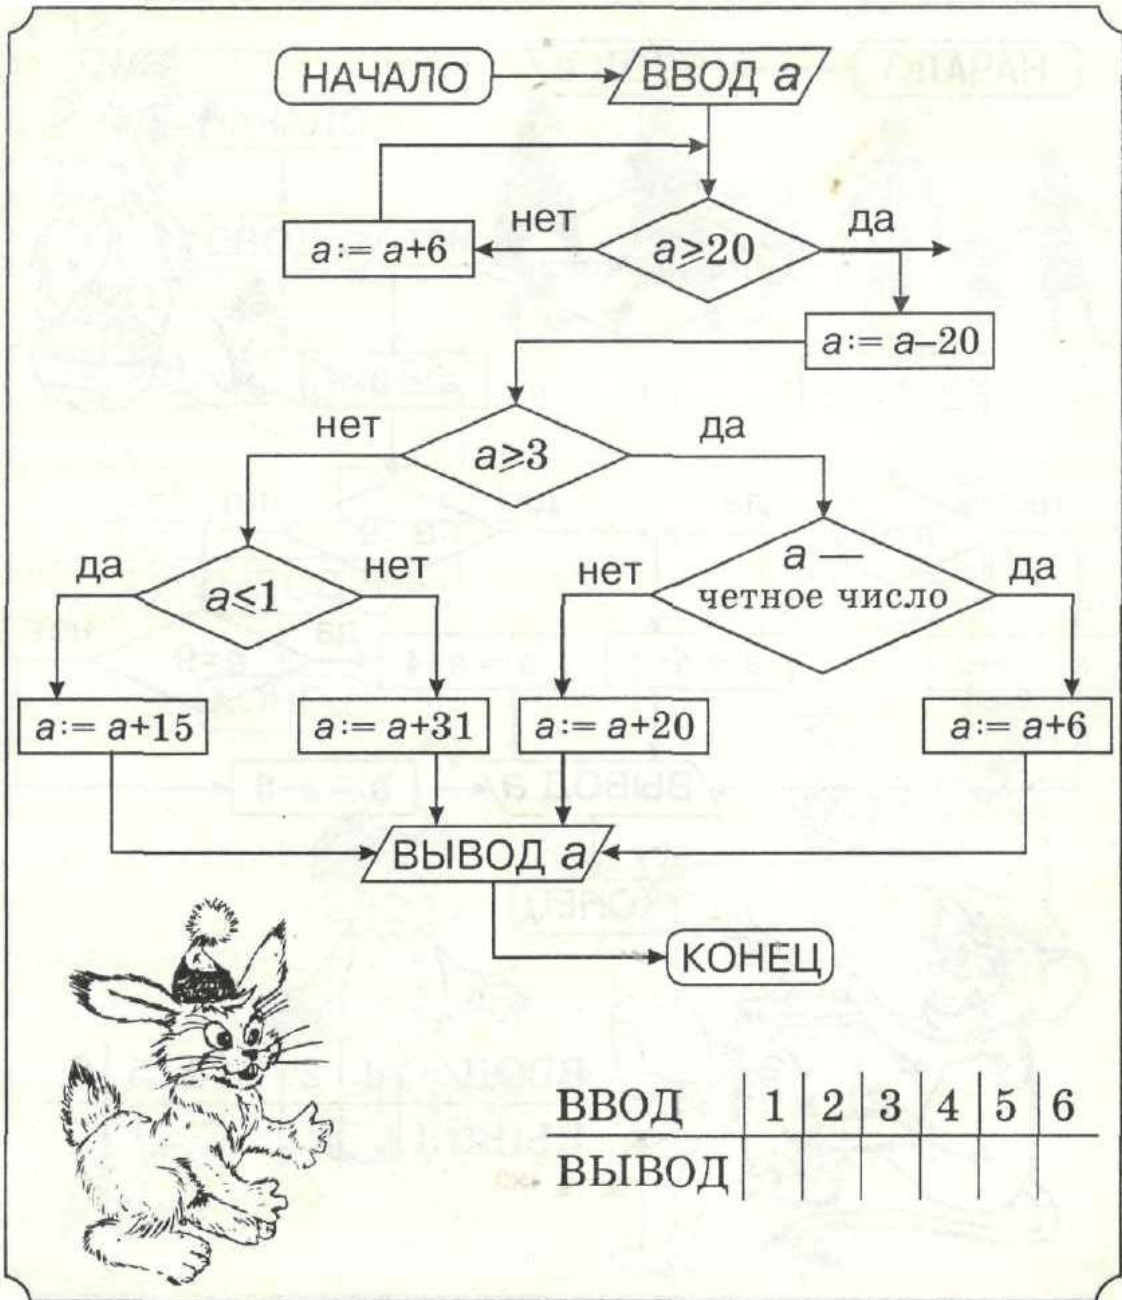 НАЧАЛО
ВВОД a
нет
да
a:= a+6
a⩾20
a:= a–20
нет
да
a⩾3
да
нет
a⩽1
нет
да
a —
четное число
a:= a+15
a:= a+31
a:= a+20
a:= a+6
ВЫВОД a
КОНЕЦ
ВВОД 1 2 3 4 5 6
ВЫВОД